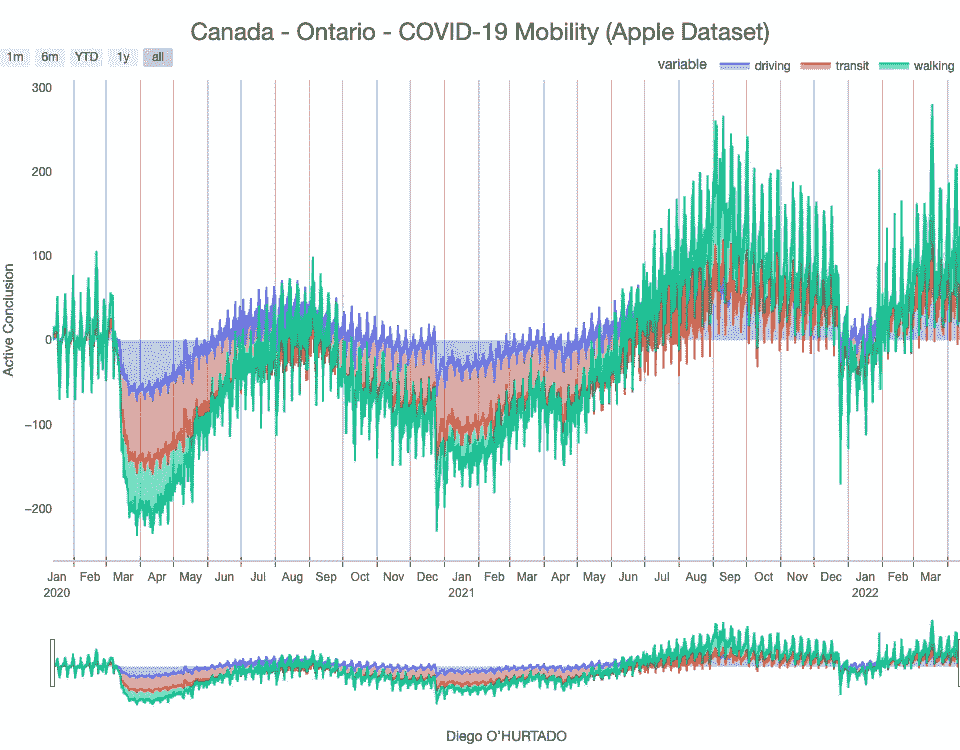 Canada - Ontario - COVID-19 Mobility (Apple Dataset)
1m 6m YTD 1y all
variable driving transit walking
300
200
100
0
−100
−200
Active Conclusion
Jan Feb Mar Apr May Jun Jul Aug Sep Oct Nov Dec Jan Feb Mar Apr May Jun Jul Aug Sep Oct Nov Dec Jan Feb Mar
2020 2021 2022
Diego O'HURTADO